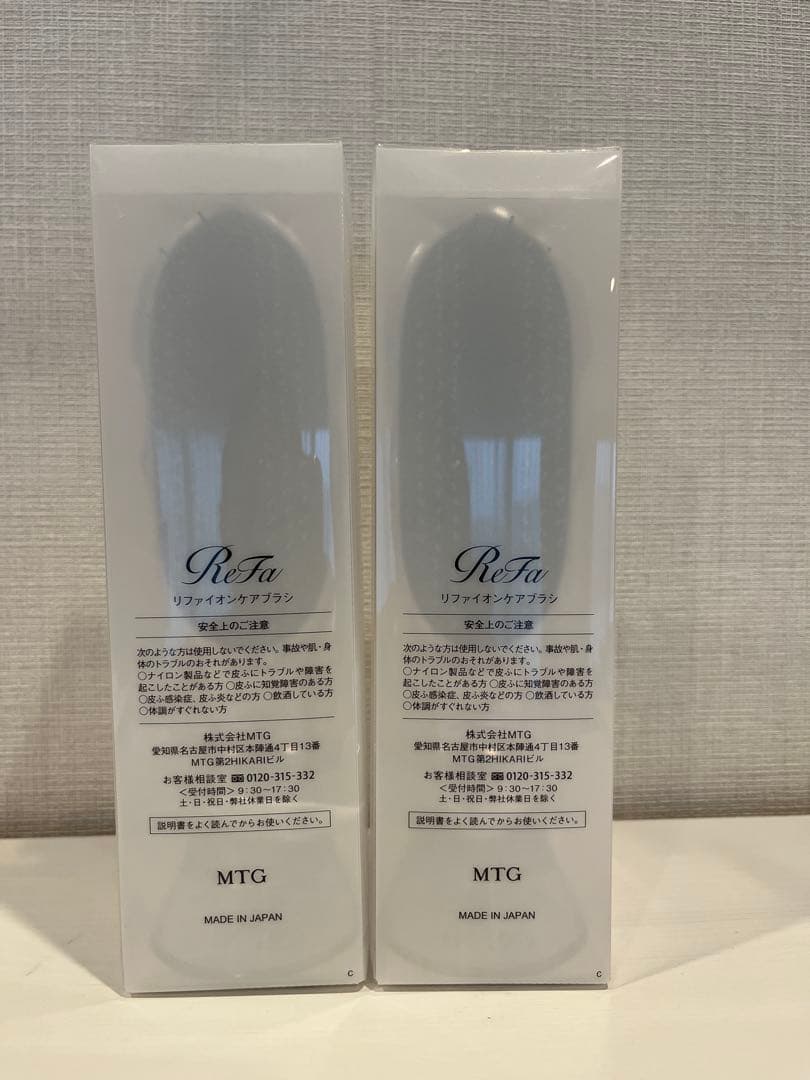 ReFa
リファイオンケアブラシ
安全上のご注意
次のような方は使用しないでください。事故や肌・身
体のトラブルのおそれがあります。
○ナイロン製品などで皮ふにトラブルや障害を
起こしたことがある方 ○皮ふに知覚障害のある方
○皮ふ感染症、皮ふ炎などの方 ○飲酒している方
○体調がすぐれない方
株式会社MTG
愛知県名古屋市中村区本陣通4丁目13番
MTG第2HIKARIビル
お客様相談室 0120-315-332
＜受付時間＞9：30～17：30
土・日・祝日・弊社休業日を除く
説明書をよく読んでからお使いください。
MTG
MADE IN JAPAN
C
ReFa
リファイオンケアブラシ
安全上のご注意
次のような方は使用しないでください。事故や肌・身
体のトラブルのおそれがあります。
○ナイロン製品などで皮ふにトラブルや障害を
起こしたことがある方 ○皮ふに知覚障害のある方
○皮ふ感染症、皮ふ炎などの方 ○飲酒している方
○体調がすぐれない方
株式会社MTG
愛知県名古屋市中村区本陣通4丁目13番
MTG第2HIKARIビル
お客様相談室 0120-315-332
＜受付時間＞9：30～17：30
土・日・祝日・弊社休業日を除く
説明書をよく読んでからお使いください。
MTG
MADE IN JAPAN
C